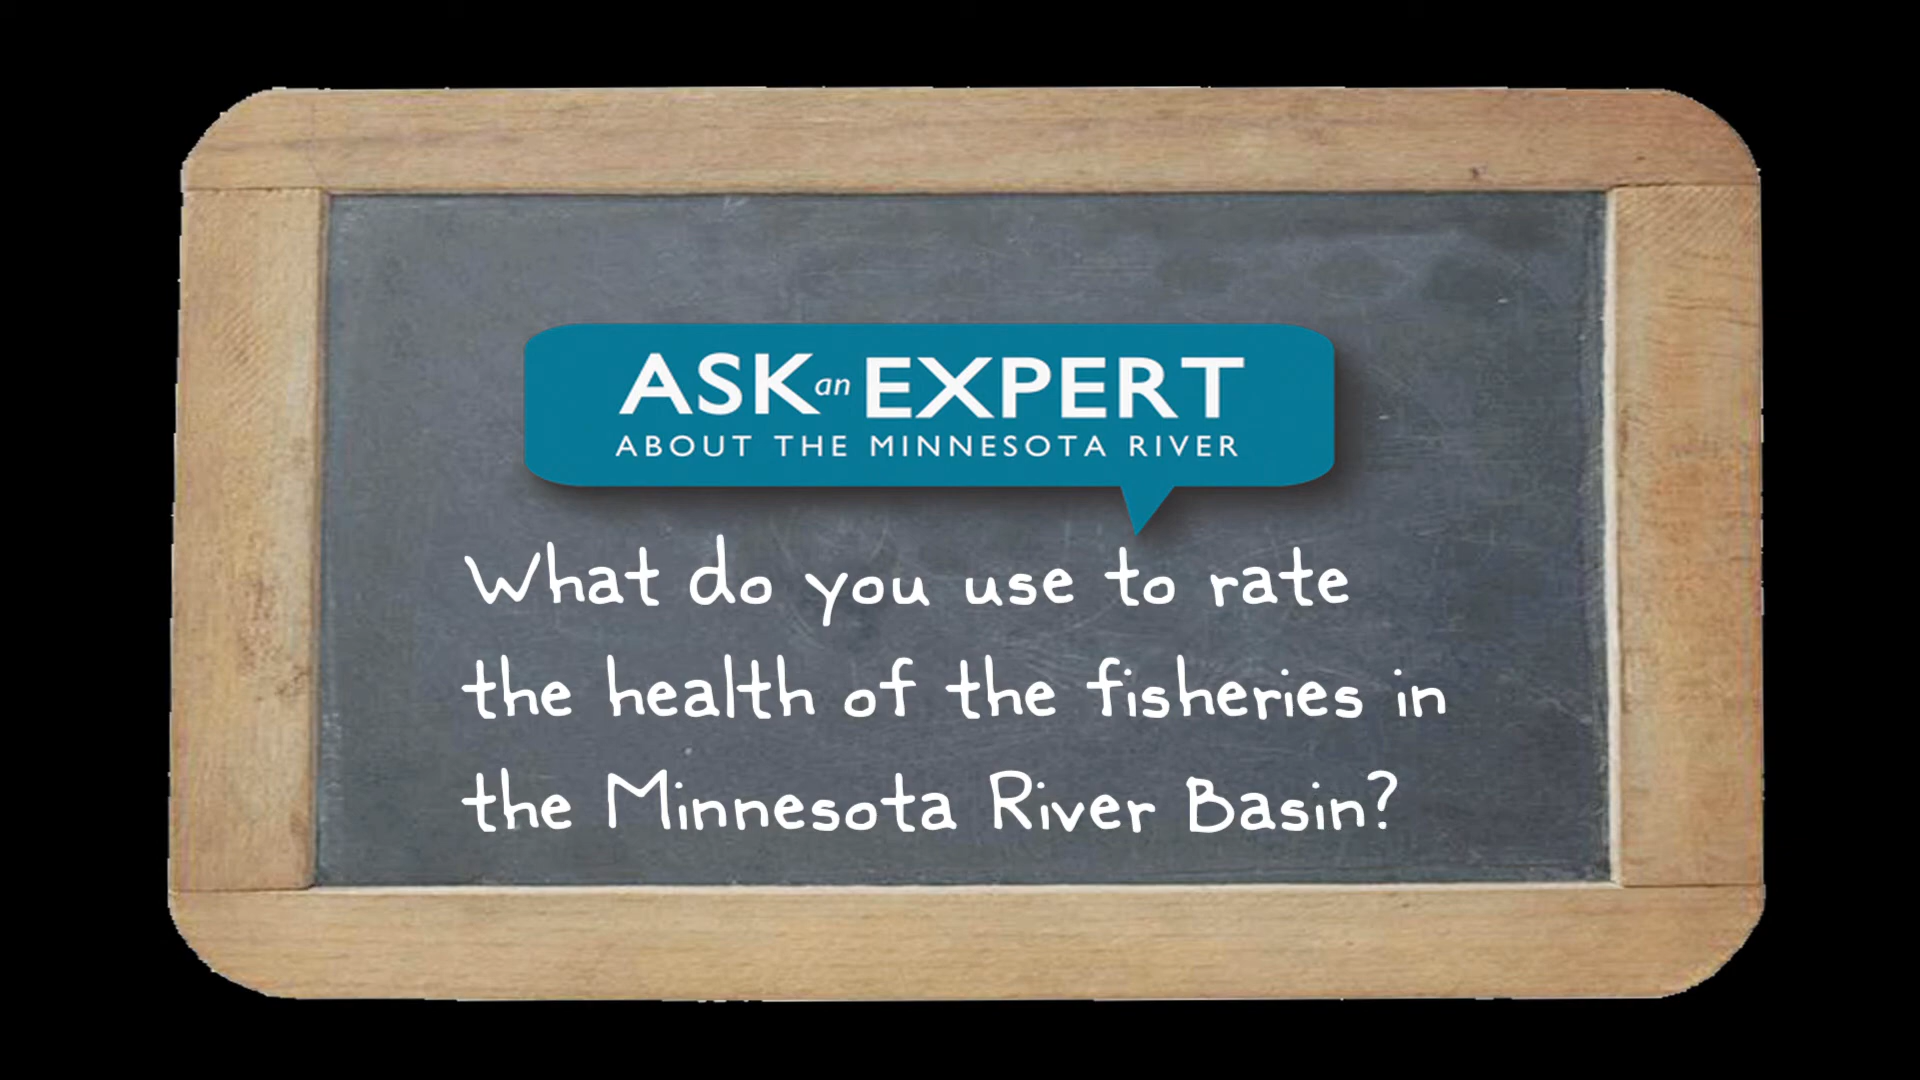 ASK an EXPERT
ABOUT THE MINNESOTA RIVER
What do you use to rate
the health of the fisheries in
the Minnesota River Basin?